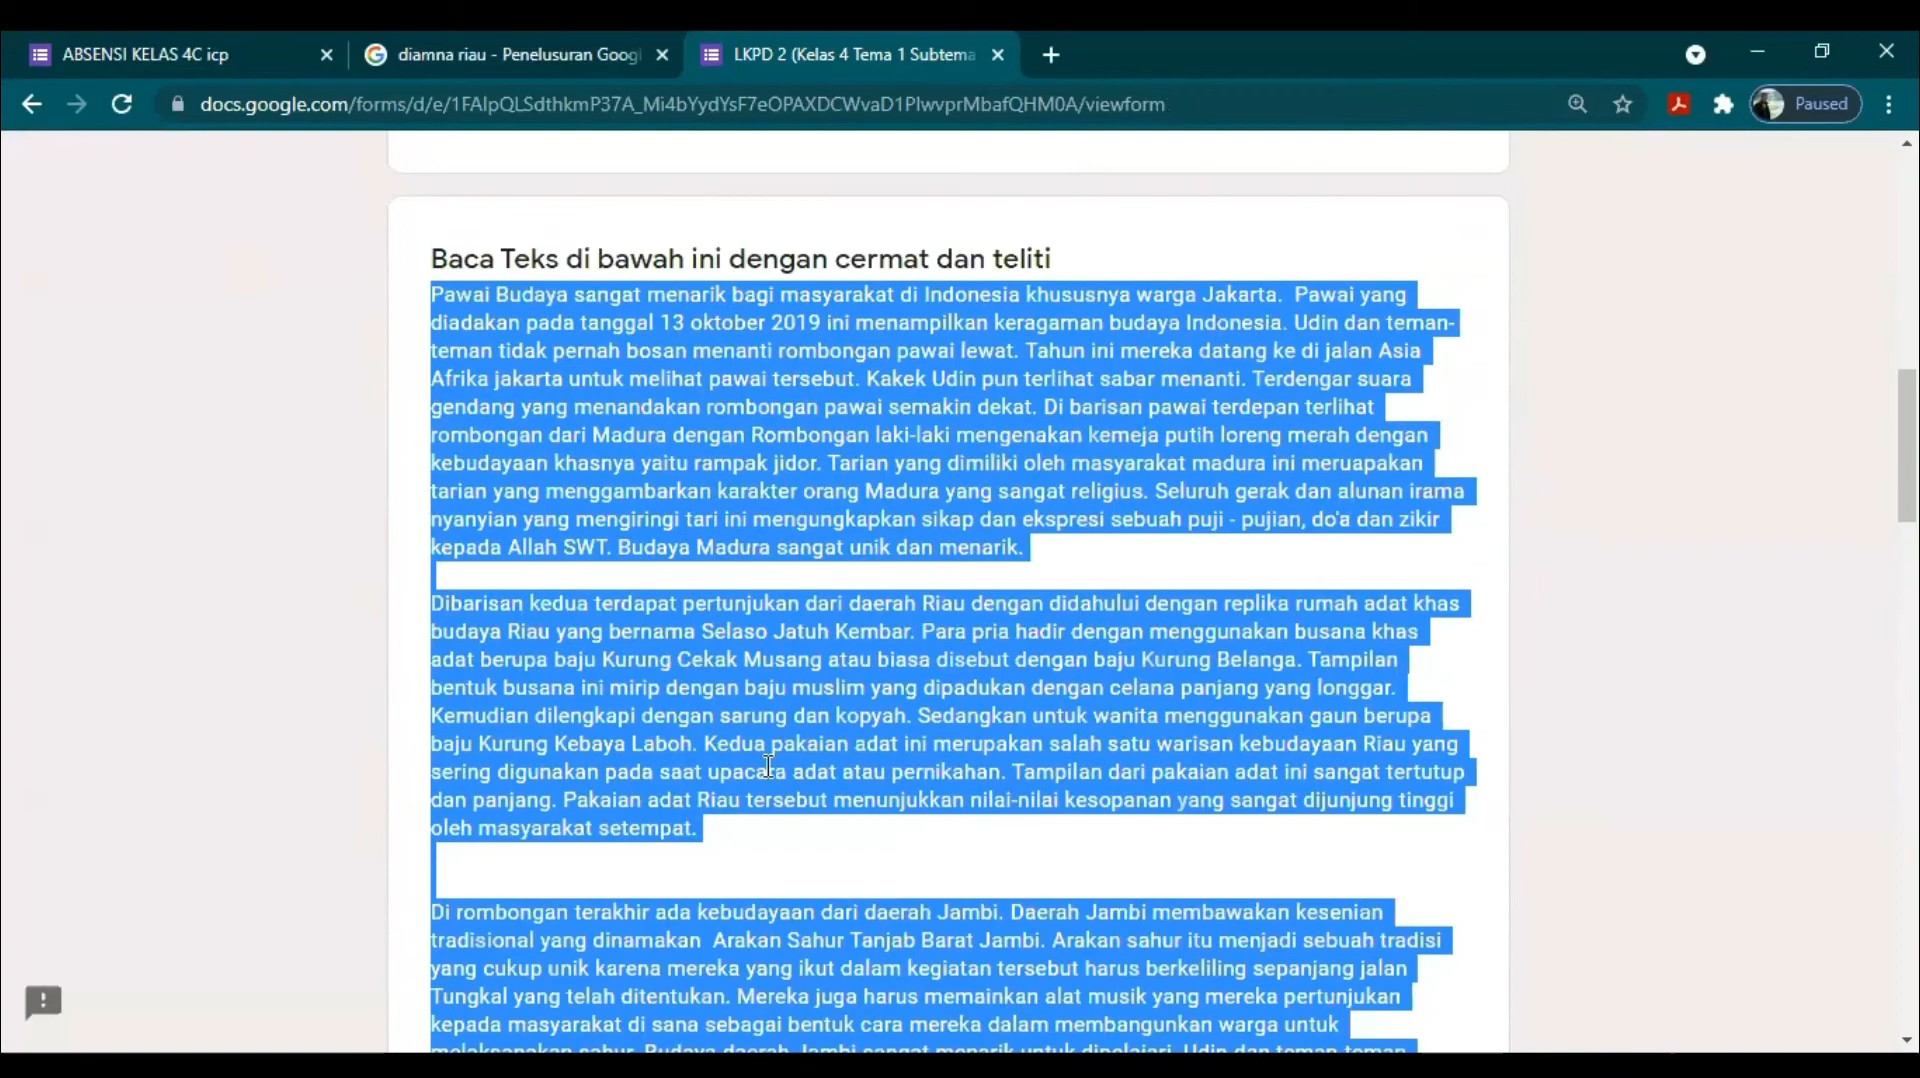 ABSENSI KELAS 4C icp
diamna riau - Penelusuran Googl
LKPD 2 (Kelas 4 Tema 1 Subtema
docs.google.com/forms/d/e/1FAIpQLSdthkmP37A_Mi4bYydYsF7eOPAXDCWvaD1PlwvprMbafQHM0A/viewform
Paused
Baca Teks di bawah ini dengan cermat dan teliti
Pawai Budaya sangat menarik bagi masyarakat di Indonesia khususnya warga Jakarta.  Pawai yang
diadakan pada tanggal 13 oktober 2019 ini menampilkan keragaman budaya Indonesia. Udin dan teman-
teman tidak pernah bosan menanti rombongan pawai lewat. Tahun ini mereka datang ke di jalan Asia
Afrika jakarta untuk melihat pawai tersebut. Kakek Udin pun terlihat sabar menanti. Terdengar suara
gendang yang menandakan rombongan pawai semakin dekat. Di barisan pawai terdepan terlihat
rombongan dari Madura dengan Rombongan laki-laki mengenakan kemeja putih loreng merah dengan
kebudayaan khasnya yaitu rampak jidor. Tarian yang dimiliki oleh masyarakat madura ini meruapakan
tarian yang menggambarkan karakter orang Madura yang sangat religius. Seluruh gerak dan alunan irama
nyanyian yang mengiringi tari ini mengungkapkan sikap dan ekspresi sebuah puji - pujian, do'a dan zikir
kepada Allah SWT. Budaya Madura sangat unik dan menarik.
Dibarisan kedua terdapat pertunjukan dari daerah Riau dengan didahului dengan replika rumah adat khas
budaya Riau yang bernama Selaso Jatuh Kembar. Para pria hadir dengan menggunakan busana khas
adat berupa baju Kurung Cekak Musang atau biasa disebut dengan baju Kurung Belanga. Tampilan
bentuk busana ini mirip dengan baju muslim yang dipadukan dengan celana panjang yang longgar.
Kemudian dilengkapi dengan sarung dan kopyah. Sedangkan untuk wanita menggunakan gaun berupa
baju Kurung Kebaya Laboh. Kedua pakaian adat ini merupakan salah satu warisan kebudayaan Riau yang
sering digunakan pada saat upacara adat atau pernikahan. Tampilan dari pakaian adat ini sangat tertutup
dan panjang. Pakaian adat Riau tersebut menunjukkan nilai-nilai kesopanan yang sangat dijunjung tinggi
oleh masyarakat setempat.
Di rombongan terakhir ada kebudayaan dari daerah Jambi. Daerah Jambi membawakan kesenian
tradisional yang dinamakan  Arakan Sahur Tanjab Barat Jambi. Arakan sahur itu menjadi sebuah tradisi
yang cukup unik karena mereka yang ikut dalam kegiatan tersebut harus berkeliling sepanjang jalan
Tungkal yang telah ditentukan. Mereka juga harus memainkan alat musik yang mereka pertunjukan
kepada masyarakat di sana sebagai bentuk cara mereka dalam membangunkan warga untuk
melaksanakan sahur. Budaya daerah Jambi sangat menarik untuk dipelajari. Udin dan teman teman